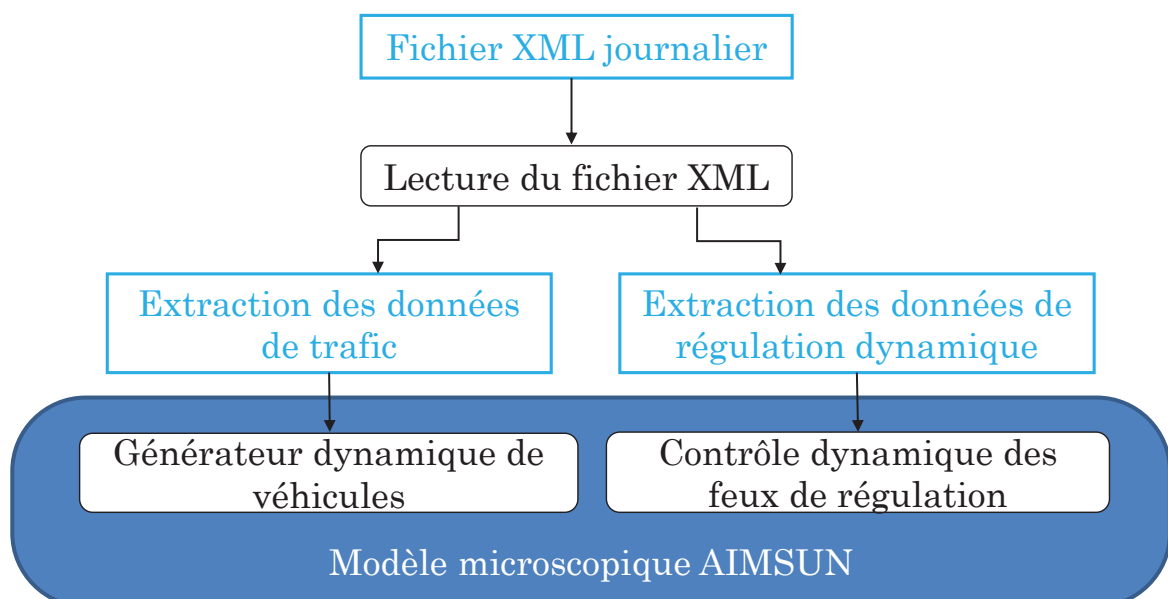 Fichier XML journalier
Lecture du fichier XML
Extraction des données
de trafic
Extraction des données de
régulation dynamique
Générateur dynamique de
véhicules
Contrôle dynamique des
feux de régulation
Modèle microscopique AIMSUN